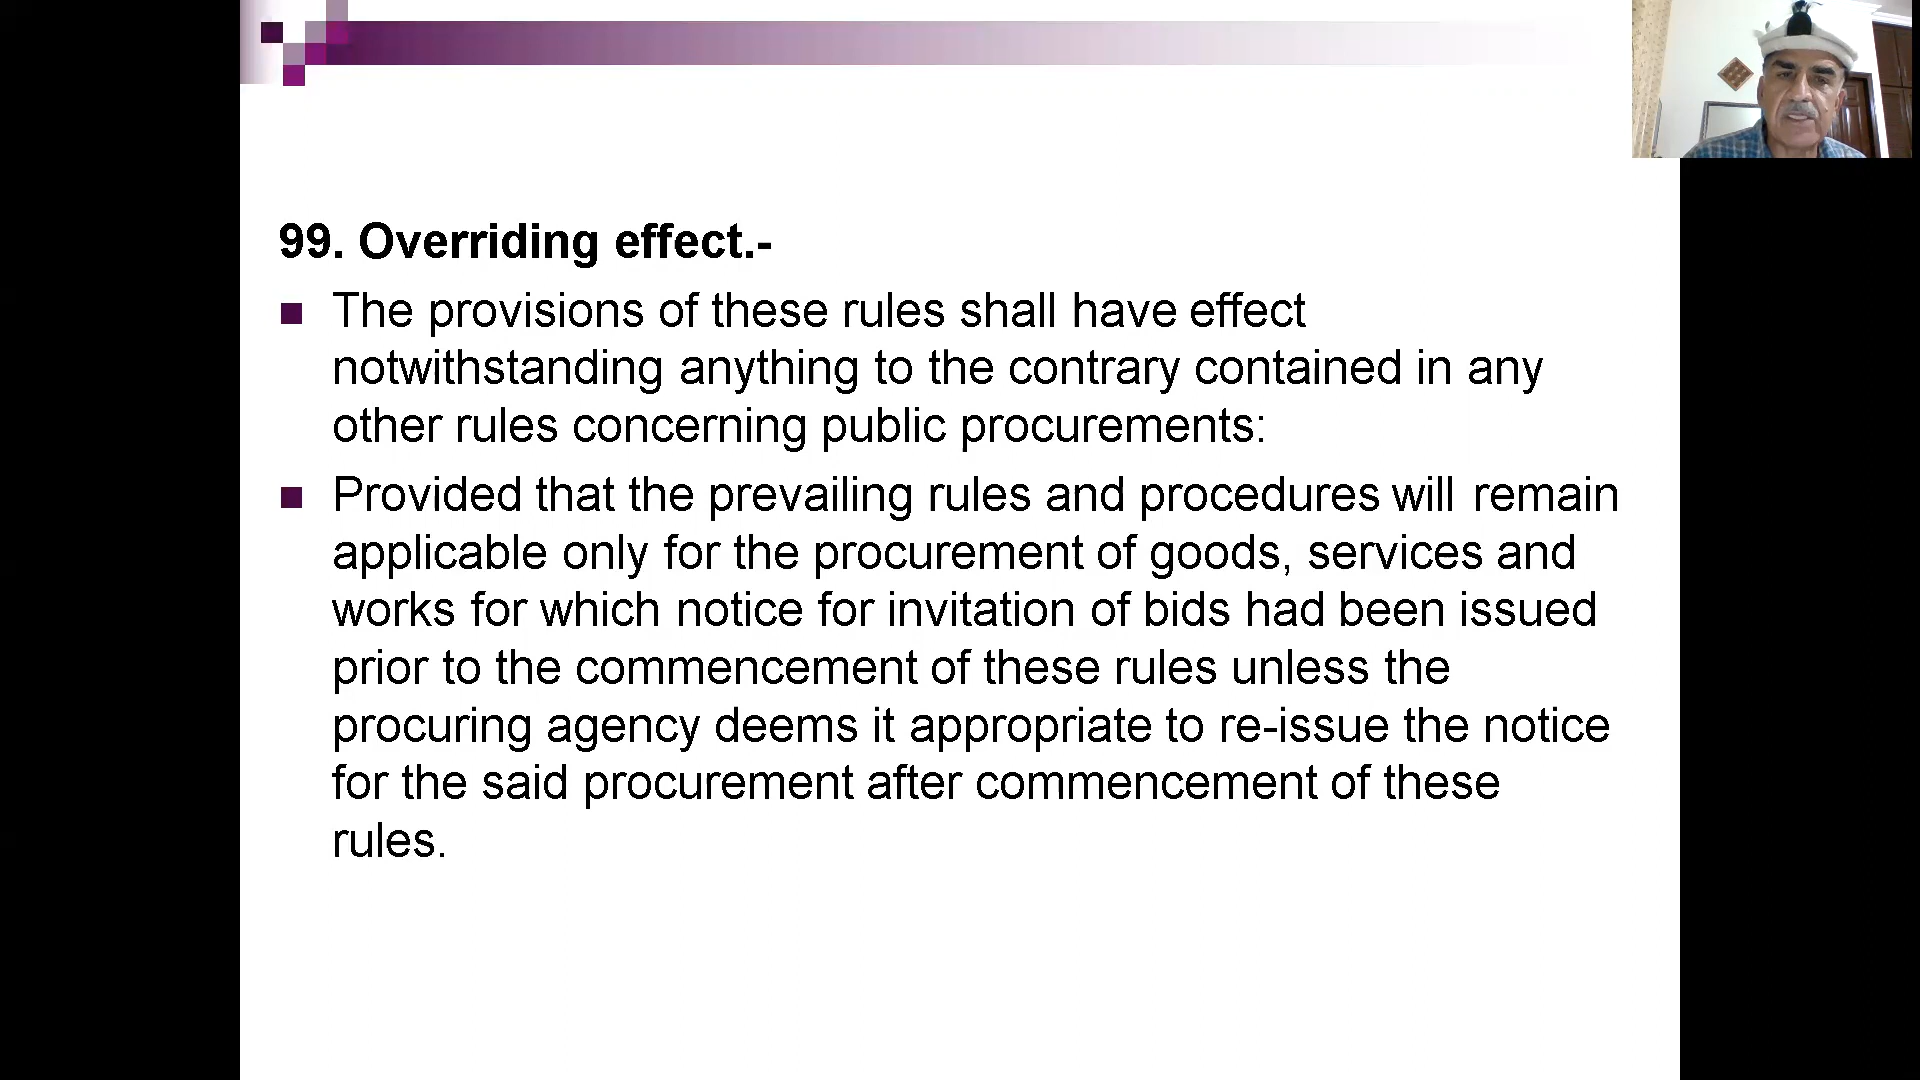 99. Overriding effect.-
The provisions of these rules shall have effect
notwithstanding anything to the contrary contained in any
other rules concerning public procurements:
Provided that the prevailing rules and procedures will remain
applicable only for the procurement of goods, services and
works for which notice for invitation of bids had been issued
prior to the commencement of these rules unless the
procuring agency deems it appropriate to re-issue the notice
for the said procurement after commencement of these
rules.